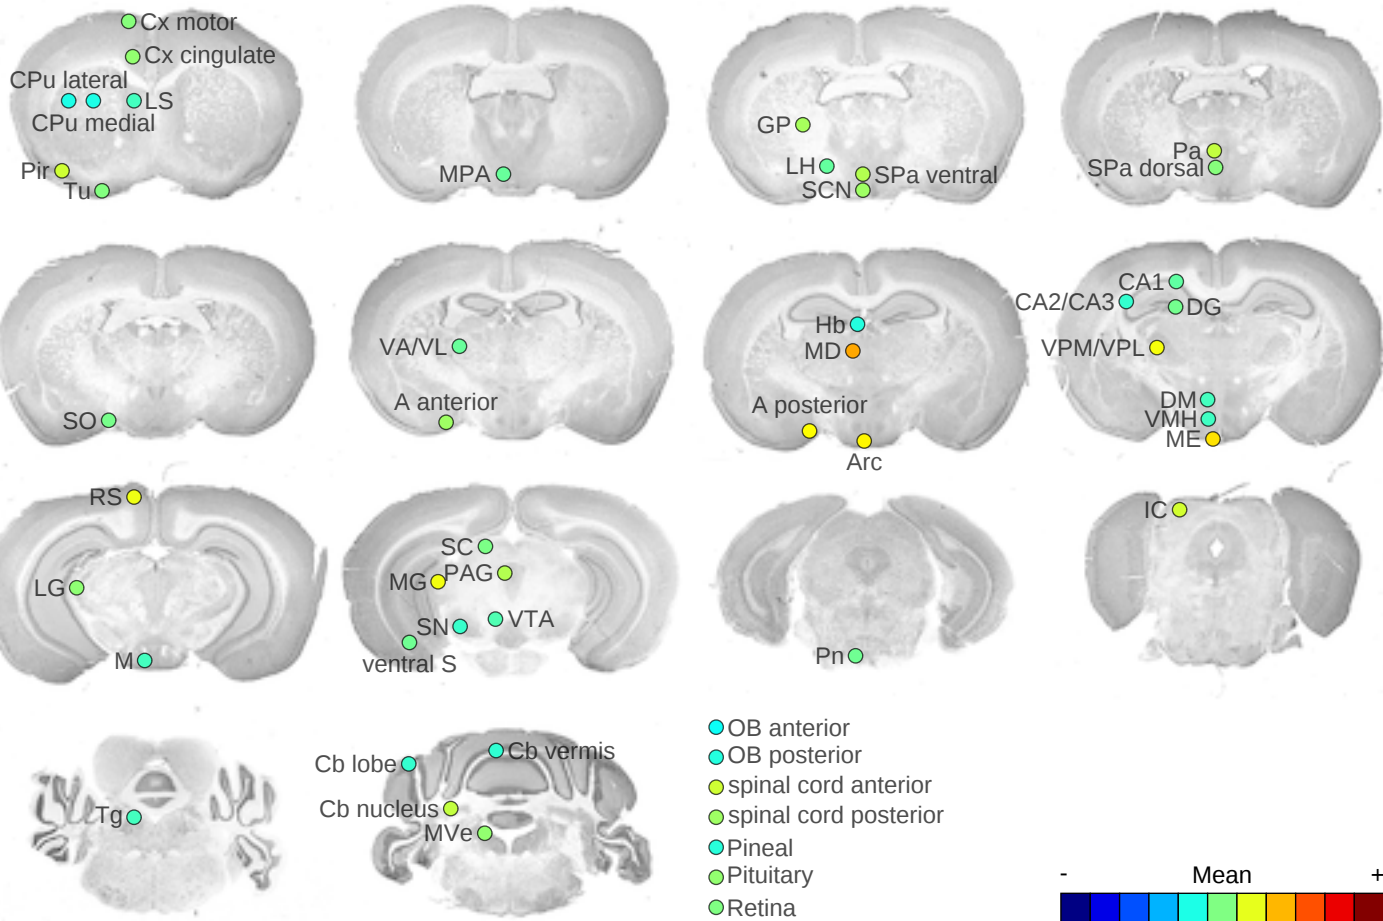 Cx motor
Cx cingulate
CPu lateral
LS
CPu medial
Pir
Tu
MPA
GP
LH
SPa ventral
SCN
Pa
SPa dorsal
SO
VA/VL
A anterior
Hb
MD
A posterior
Arc
CA1
CA2/CA3
DG
VPM/VPL
DM
VMH
ME
RS
LG
M
SC
MG
PAG
SN
VTA
ventral S
Pn
IC
Tg
Cb lobe
Cb vermis
Cb nucleus
MVe
OB anterior
OB posterior
spinal cord anterior
spinal cord posterior
Pineal
Pituitary
Retina
- Mean +